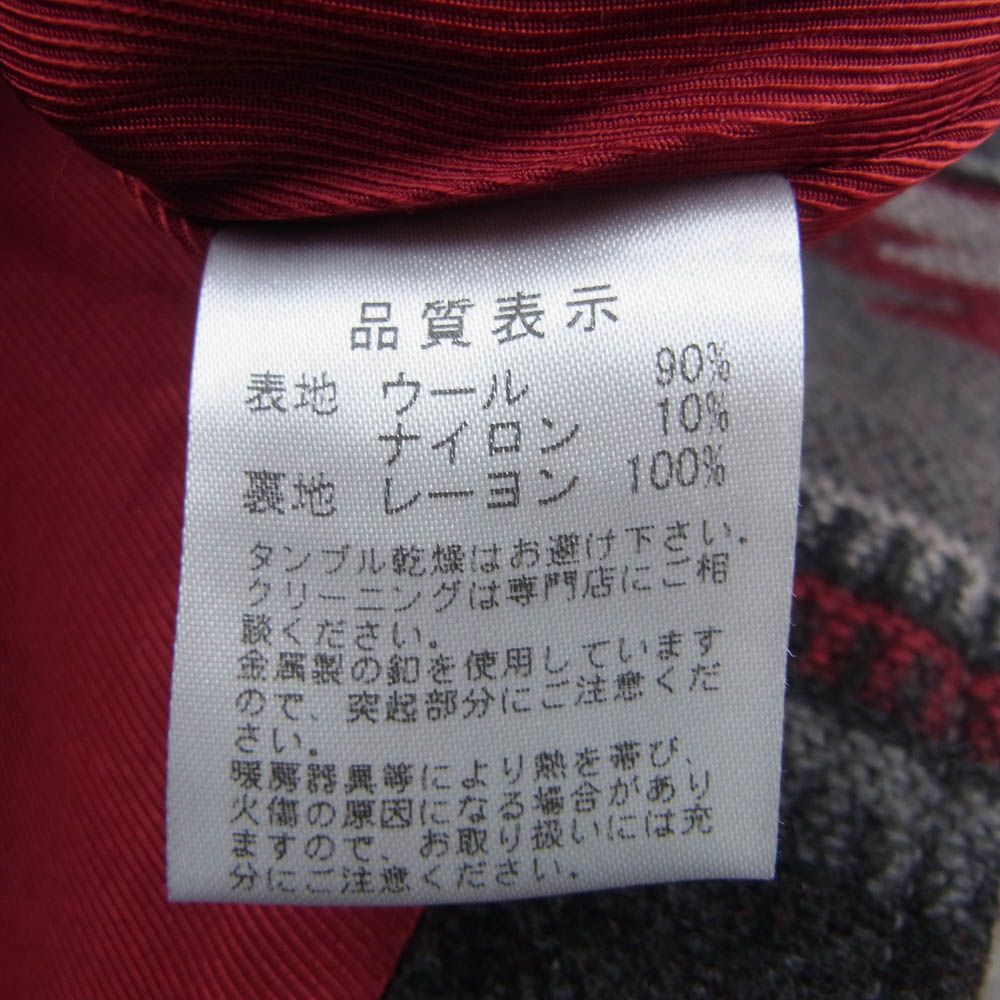 品質表示
表地 ウール 90%
ナイロン 10%
裏地 レーヨン 100%
タンブル乾燥はお避け下さい。
クリーニングは専門店にご相
談ください。
金属製の釦を使用しています
ので、突起部分にご注意くだ
さい。
暖房器具等により熱を帯び、
火傷の原因になる場合があり
ますので、お取り扱いには充
分にご注意ください。